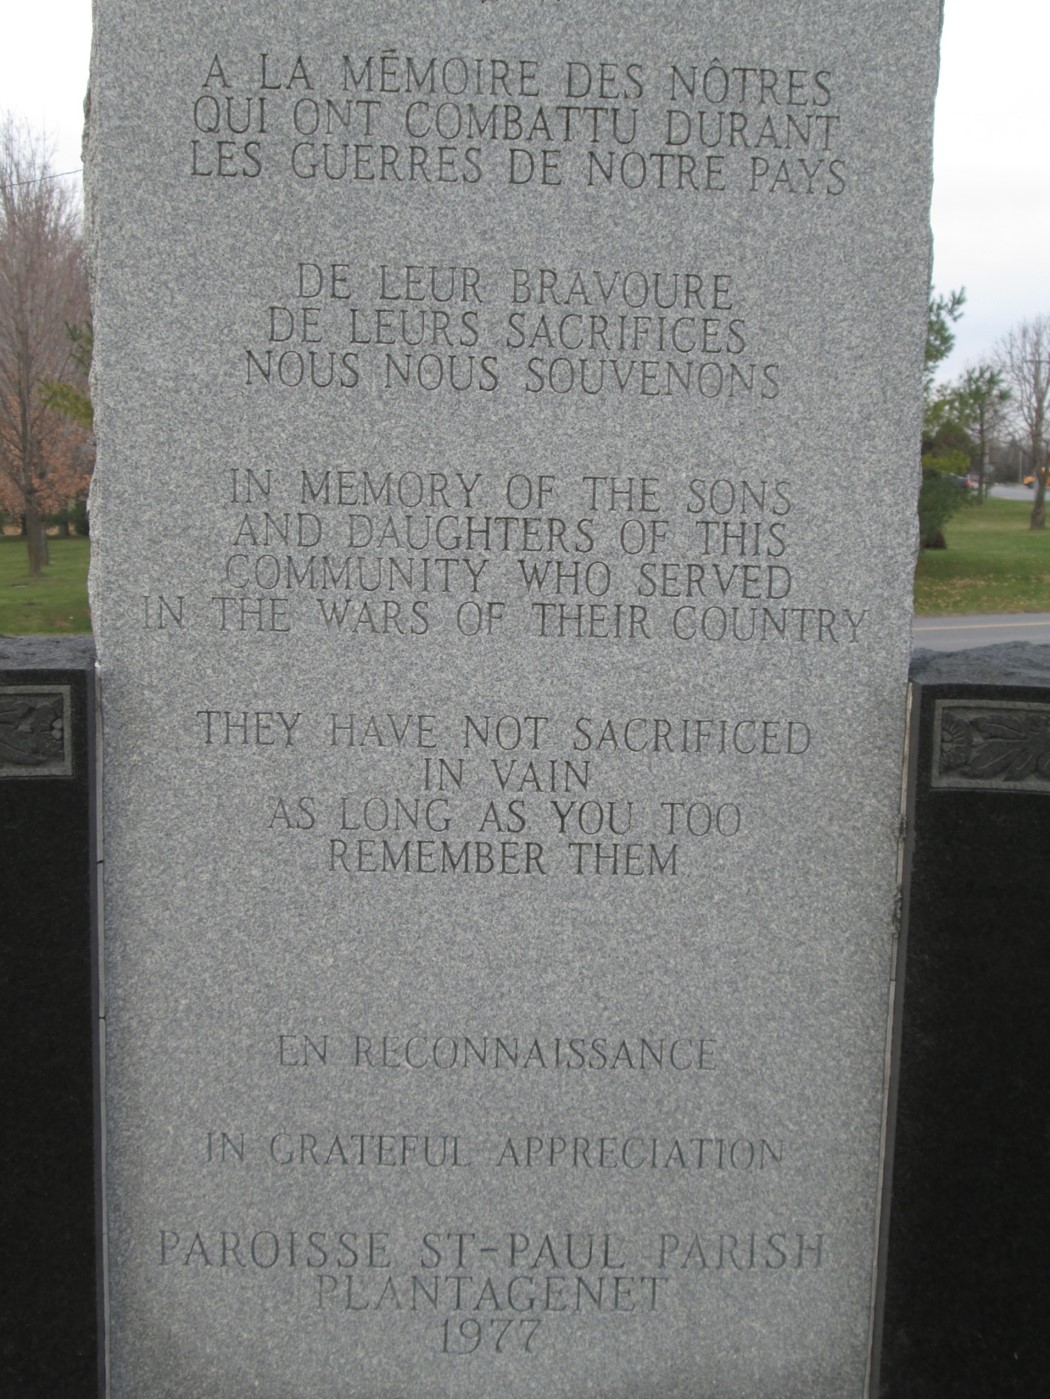 A LA MÉMOIRE DES NÔTRES
QUI ONT COMBATTU DURANT
LES GUERRES DE NOTRE PAYS
DE LEUR BRAVOURE
DE LEURS SACRIFICES
NOUS NOUS SOUVENONS
IN MEMORY OF THE SONS
AND DAUGHTERS OF THIS
COMMUNITY WHO SERVED
IN THE WARS OF THEIR COUNTRY
THEY HAVE NOT SACRIFICED
IN VAIN
AS LONG AS YOU TOO
REMEMBER THEM
EN RECONNAISSANCE
IN GRATEFUL APPRECIATION
PAROISSE ST-PAUL PARISH
PLANTAGENET
1977